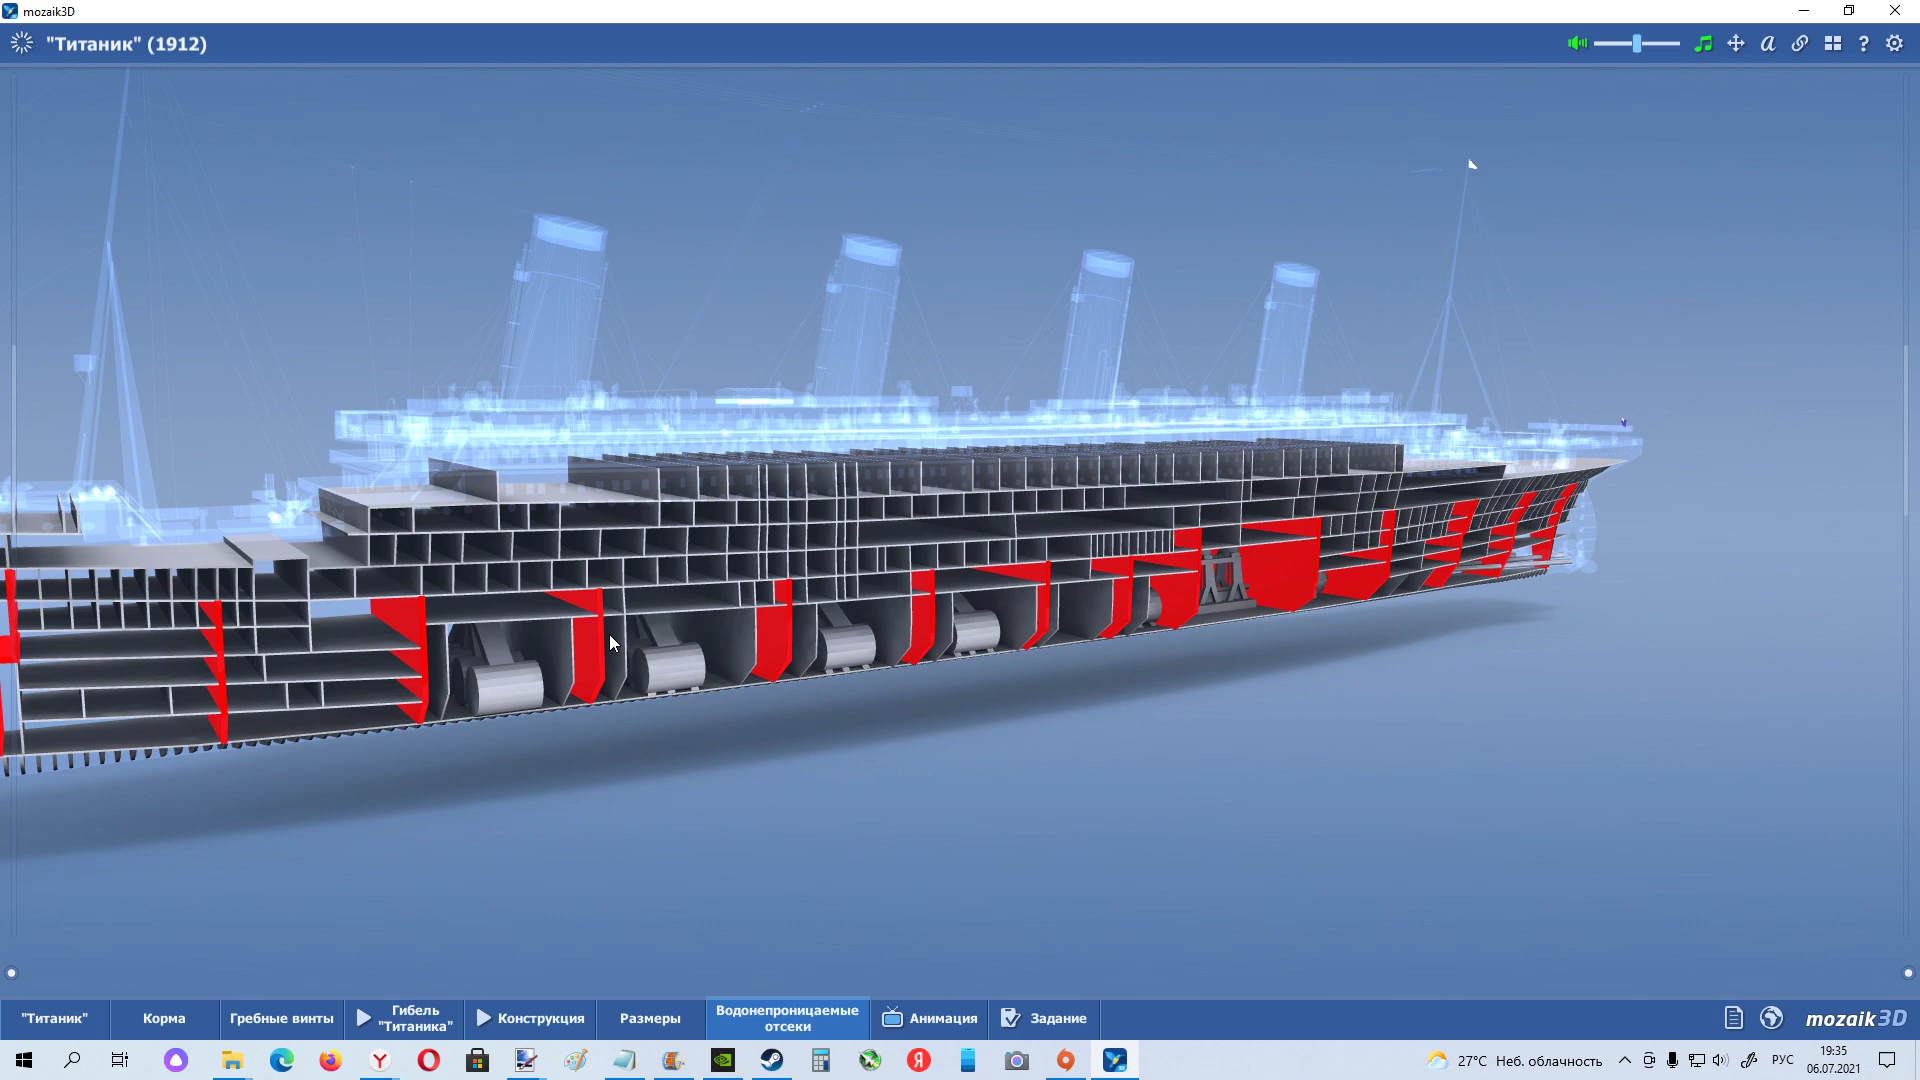 mozaik3D
"Титаник" (1912)
a
?
"Титаник"
Корма
Гребные винты
Гибель
"Титаника"
Конструкция
Размеры
Водонепроницаемые
отсеки
Анимация
Задание
mozaik3D
27°C Неб. облачность
РУС
19:35
06.07.2021